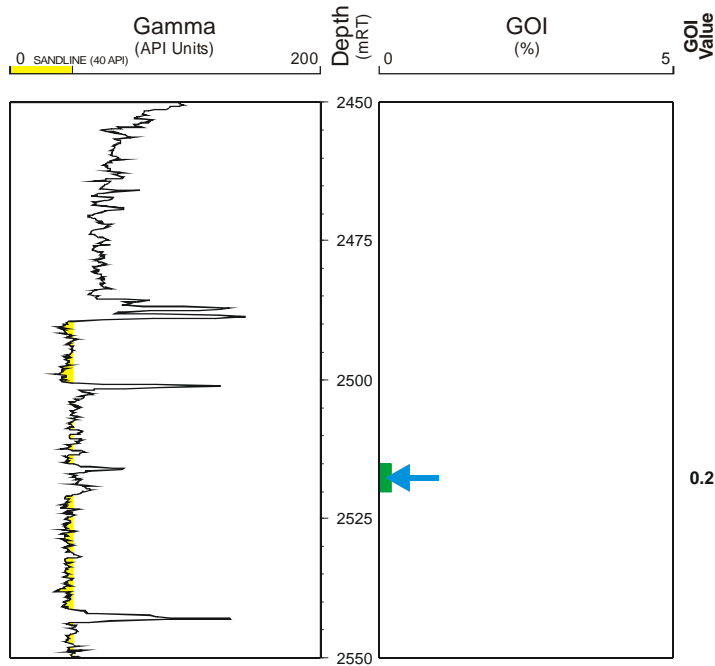 Gamma
(API Units)
0 SANDLINE (40 API) 200
Depth
(mRT)
GOI
(%)
0 5
GOI
Value
2450
2475
2500
2525
2550
0.2